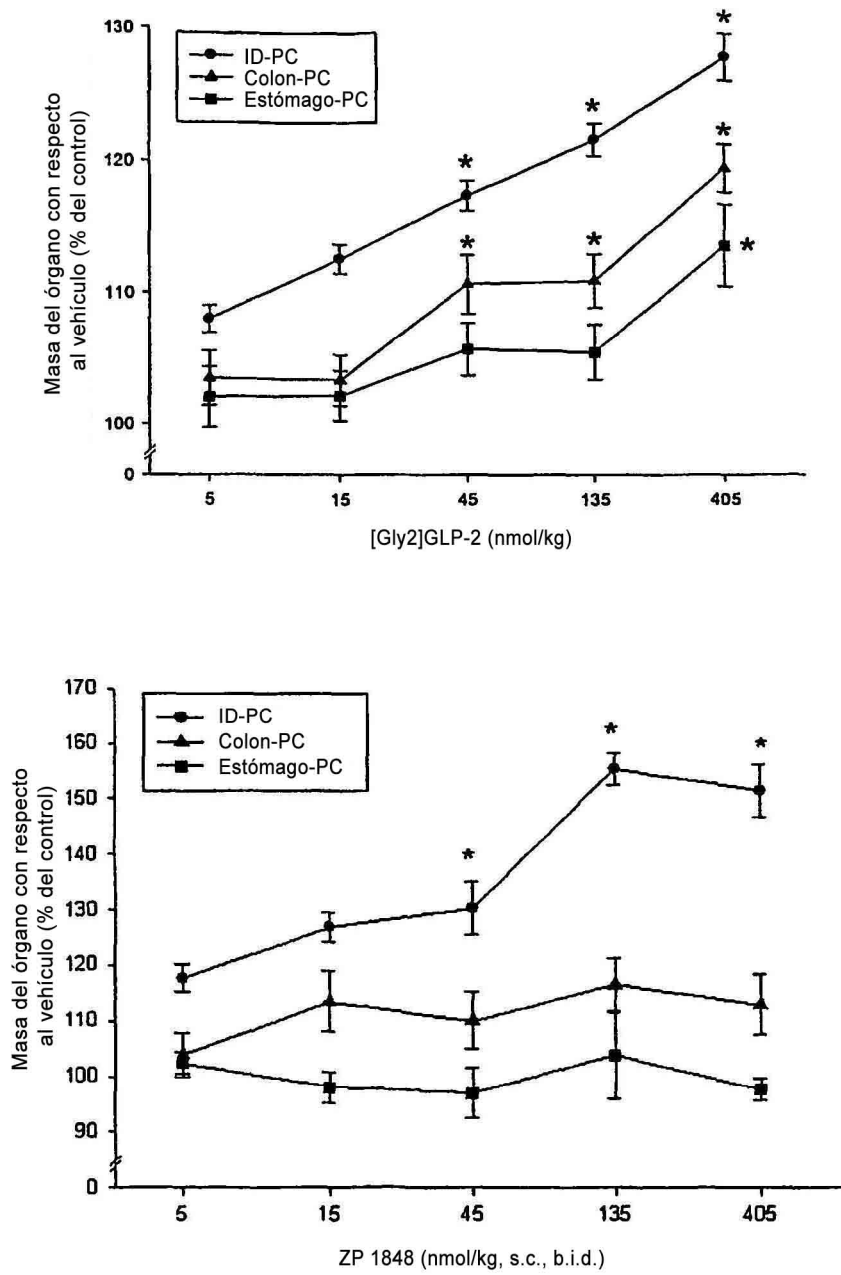 130
120
110
100
0
Masa del órgano con respecto
al vehículo (% del control)
ID-PC
Colon-PC
Estómago-PC
*
*
*
*
*
*
*
5
15
45
135
405
[Gly2]GLP-2 (nmol/kg)
170
160
150
140
130
120
110
100
90
0
Masa del órgano con respecto
al vehículo (% del control)
ID-PC
Colon-PC
Estómago-PC
*
*
*
5
15
45
135
405
ZP 1848 (nmol/kg, s.c., b.i.d.)